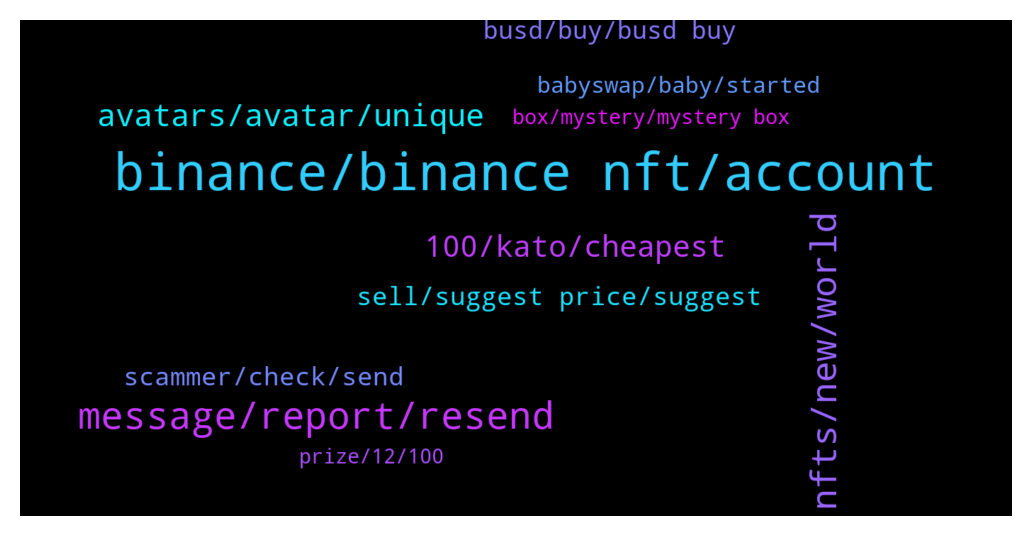 busd/buy/busd buy
babyswap/baby/started
avatars/avatar/unique
box/mystery/mystery box
binance/binance nft/account
100/kato/cheapest
nfts/new/world
sell/suggest price/suggest
scammer/check/send
message/report/resend
prize/12/100